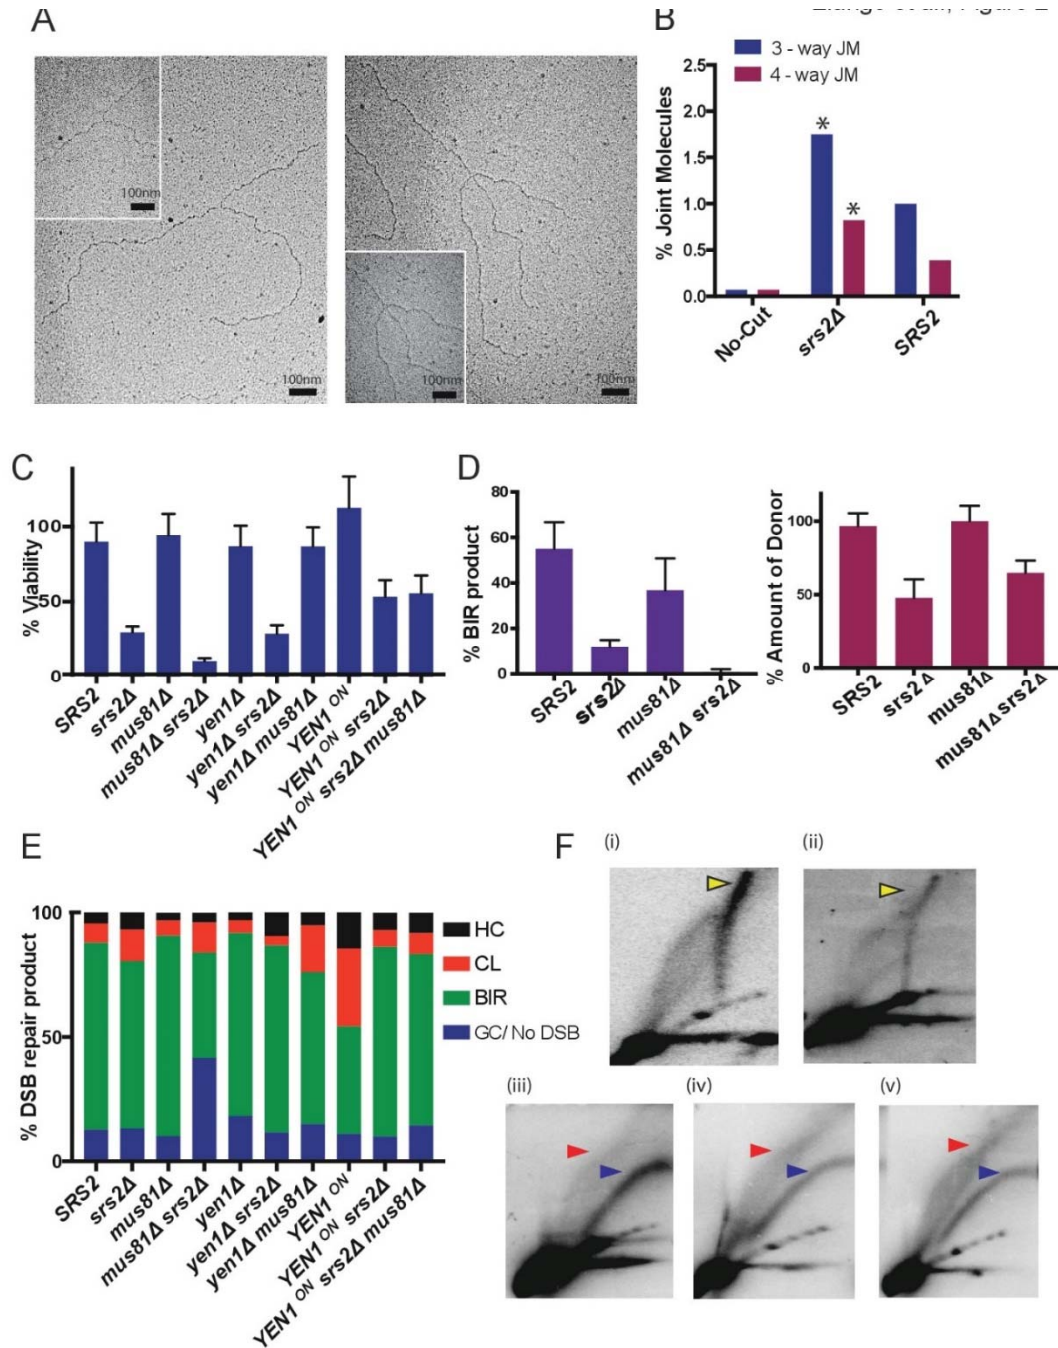 A
100nm
100nm
100nm
100nm
B
3 - way JM
4 - way JM
% Joint Molecules
2.5
2.0
1.5
1.0
0.5
0.0
*
*
No-Cut
srs2Δ
SRS2
C
% Viability
100
50
0
SRS2
srs2Δ
mus81Δ
mus81Δ srs2Δ
yen1Δ
yen1Δ srs2Δ
yen1Δ mus81Δ
YEN1 ON
YEN1 ON srs2Δ
YEN1 ON srs2Δ mus81Δ
D
% BIR product
80
60
40
20
0
SRS2
srs2Δ
mus81Δ
mus81Δ srs2Δ
% Amount of Donor
100
50
0
SRS2
srs2Δ
mus81Δ
mus81Δ srs2Δ
E
% DSB repair product
100
50
0
HC
CL
BIR
GC/ No DSB
SRS2
srs2Δ
mus81Δ
mus81Δ srs2Δ
yen1Δ
yen1Δ srs2Δ
yen1Δ mus81Δ
YEN1 ON
YEN1 ON srs2Δ
YEN1 ON srs2Δ mus81Δ
F
(i)
(ii)
(iii)
(iv)
(v)